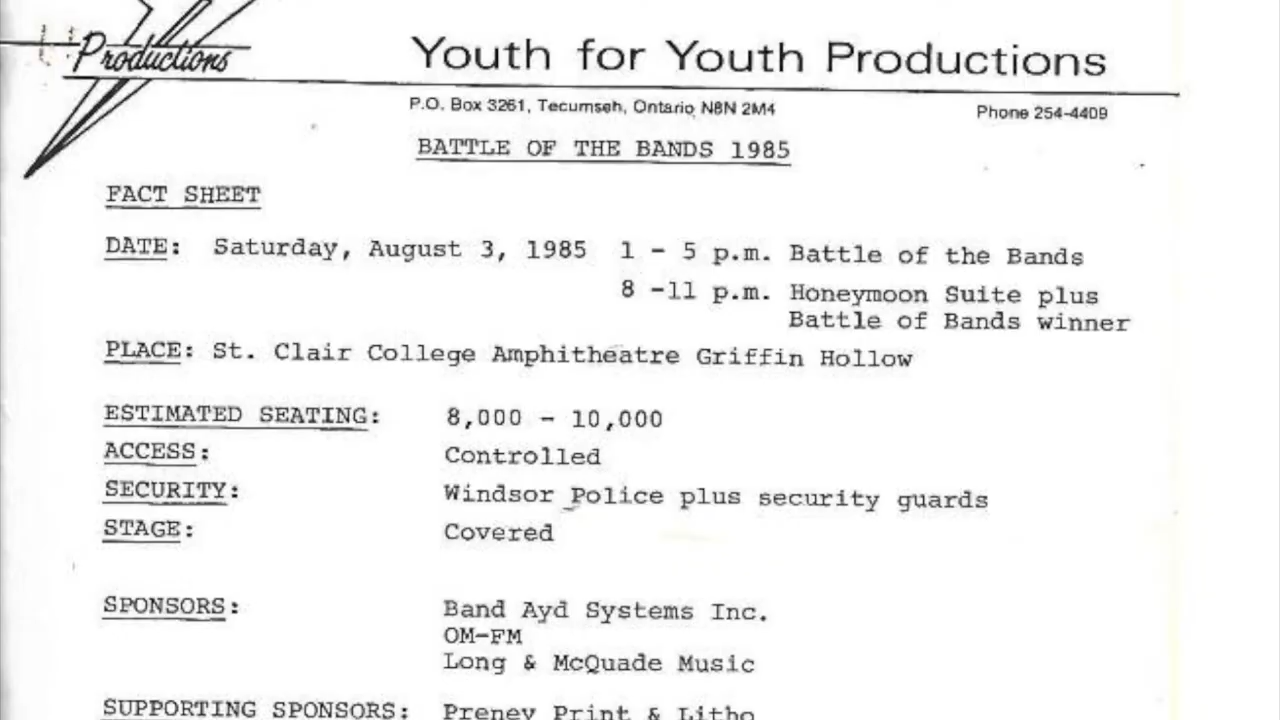 Productions
Youth for Youth Productions
P.O. Box 3261, Tecumseh, Ontario N8N 2M4 Phone 254-4409
BATTLE OF THE BANDS 1985
FACT SHEET
DATE: Saturday, August 3, 1985 1 - 5 p.m. Battle of the Bands
8 -11 p.m. Honeymoon Suite plus
Battle of Bands winner
PLACE: St. Clair College Amphitheatre Griffin Hollow
ESTIMATED SEATING: 8,000 - 10,000
ACCESS: Controlled
SECURITY: Windsor Police plus security guards
STAGE: Covered
SPONSORS: Band Ayd Systems Inc.
OM-FM
Long & McQuade Music
SUPPORTING SPONSORS: Preney Print & Litho